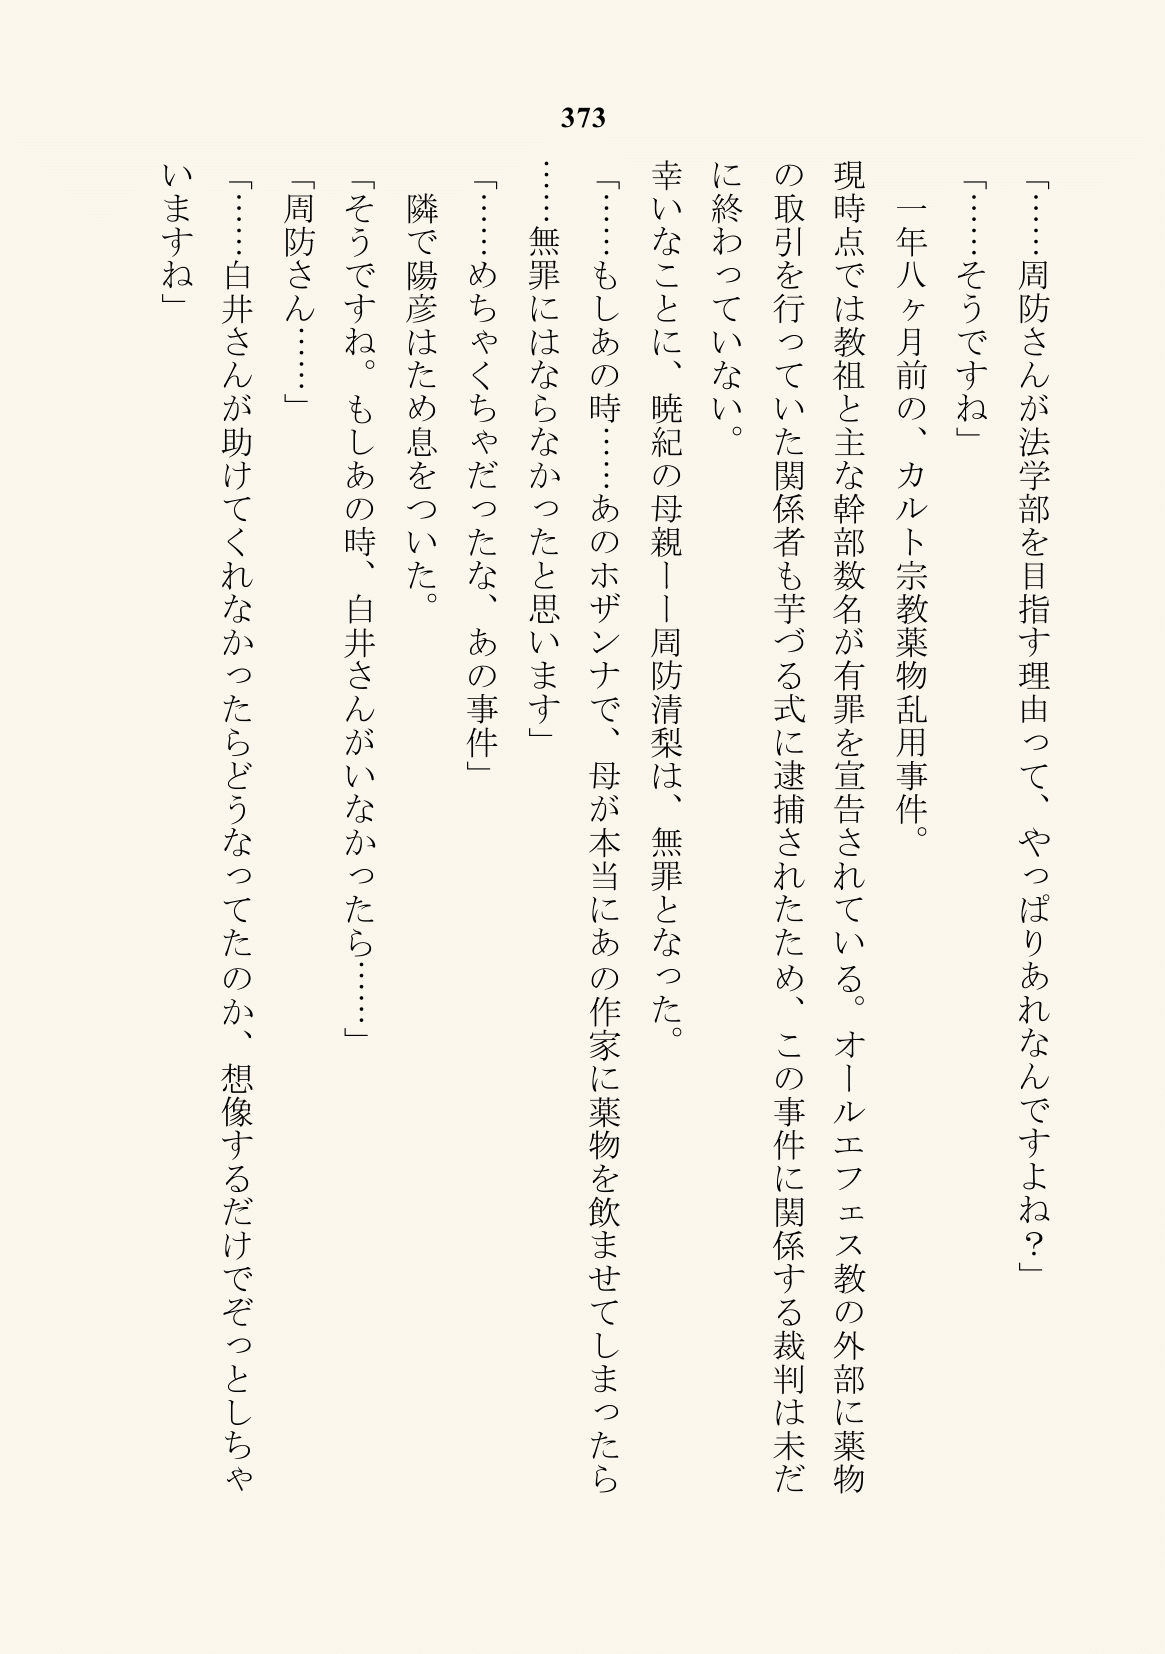 373
「……周防さんが法学部を目指す理由って、やっぱりあれなんですよね？」
「……そうですね」
　一年八ヶ月前の、カルト宗教薬物乱用事件。
現時点では教祖と主な幹部数名が有罪を宣告されている。オールエフェス教の外部に薬物
の取引を行っていた関係者も芋づる式に逮捕されたため、この事件に関係する裁判は未だ
に終わっていない。
幸いなことに、暁紀の母親ーー周防清梨は、無罪となった。
「……もしあの時……あのホザンナで、母が本当にあの作家に薬物を飲ませてしまったら
……無罪にはならなかったと思います」
「……めちゃくちゃだったな、あの事件」
　隣で陽彦はため息をついた。
「そうですね。もしあの時、白井さんがいなかったら……」
「周防さん……」
「……白井さんが助けてくれなかったらどうなってたのか、想像するだけでぞっとしちゃ
いますね」